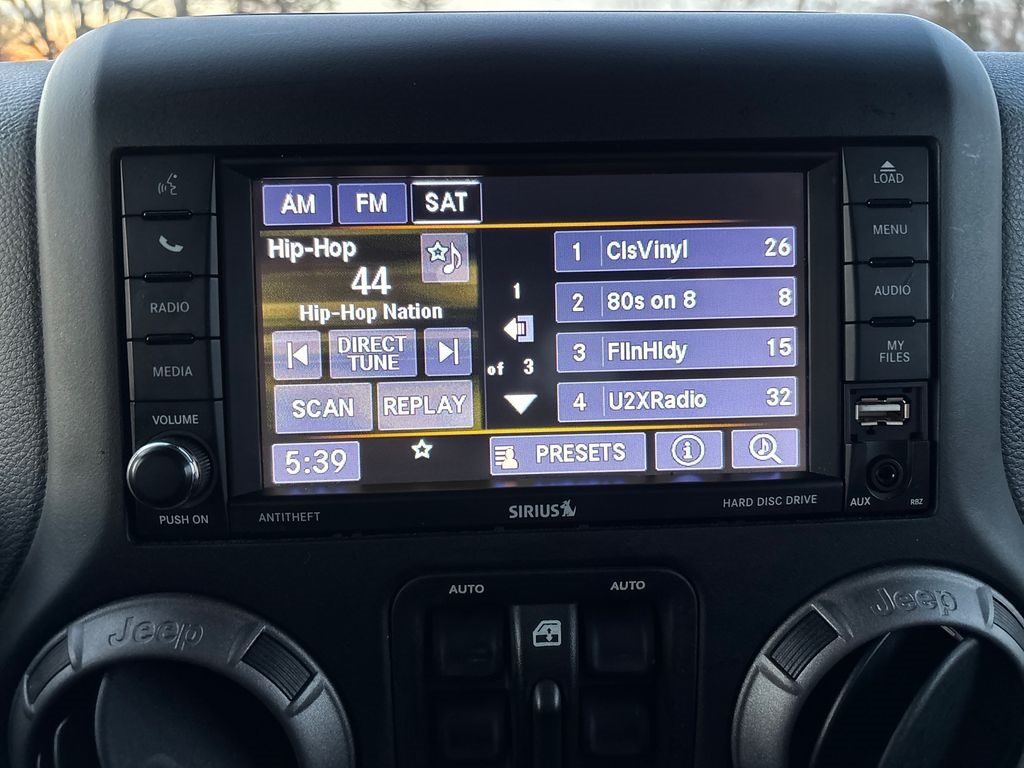 AM FM SAT
LOAD
MENU
AUDIO
MY
FILES
RADIO
MEDIA
VOLUME
PUSH ON
Hip-Hop
44
Hip-Hop Nation
DIRECT
TUNE
SCAN REPLAY
5:39
1
of 3
1 ClsVinyl 26
2 80s on 8 8
3 FlnHldy 15
4 U2XRadio 32
PRESETS
i
ANTITHEFT
SIRIUS
HARD DISC DRIVE
AUX
RBZ
AUTO AUTO
Jeep Jeep